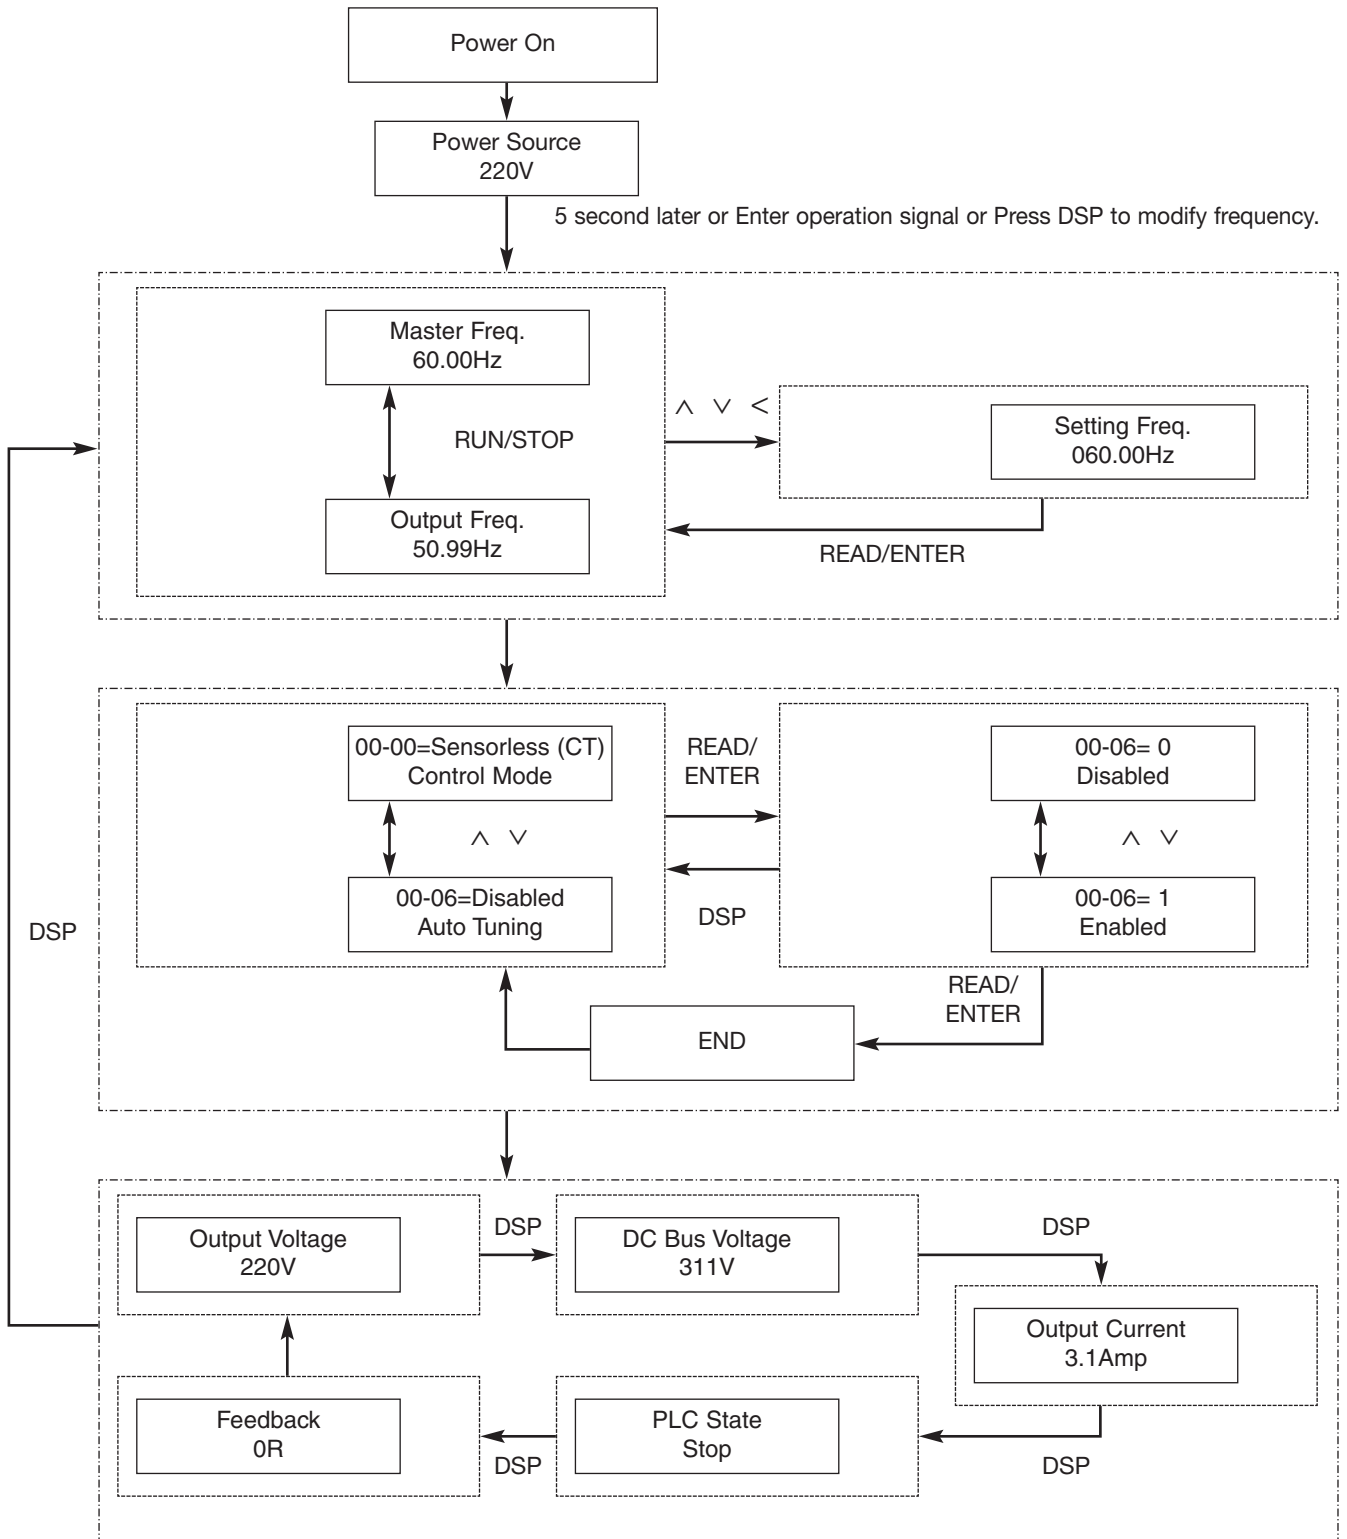 Power On
Power Source
220V
5 second later or Enter operation signal or Press DSP to modify frequency.
Master Freq.
60.00Hz
RUN/STOP
Output Freq.
50.99Hz
∧ ∨ <
Setting Freq.
060.00Hz
READ/ENTER
00-00=Sensorless (CT)
Control Mode
∧ ∨
00-06=Disabled
Auto Tuning
READ/
ENTER
DSP
00-06= 0
Disabled
∧ ∨
00-06= 1
Enabled
READ/
ENTER
END
DSP
Output Voltage
220V
DSP
DC Bus Voltage
311V
DSP
Output Current
3.1Amp
DSP
PLC State
Stop
DSP
Feedback
0R